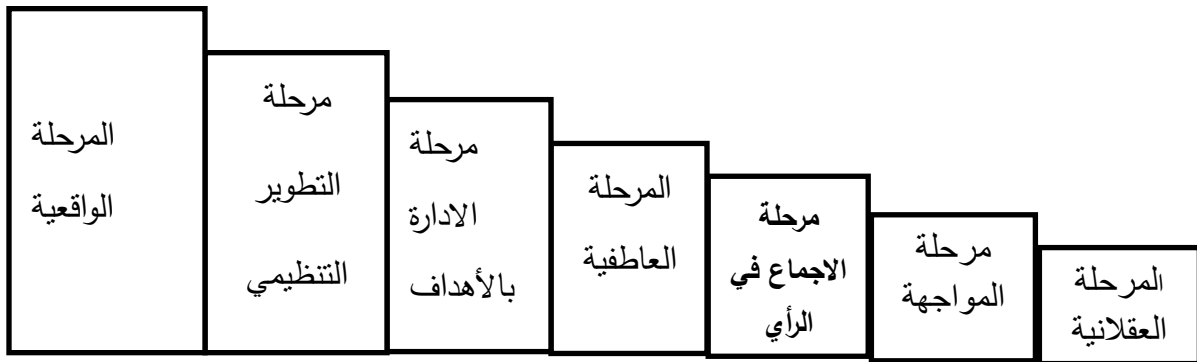 المرحلة
العقلانية
مرحلة
المواجهة
مرحلة
الاجماع في
الرأي
المرحلة
العاطفية
مرحلة
الادارة
بالأهداف
مرحلة
التطوير
التنظيمي
المرحلة
الواقعية